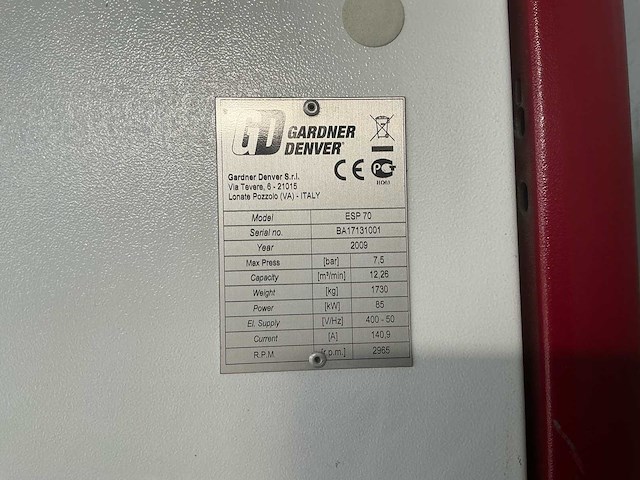 GD GARDNER
DENVER
Gardner Denver S.r.l.
Via Tevere, 6 - 21015
Lonate Pozzolo (VA) - ITALY
CE PG
Model ESP 70
Serial no. BA17131001
Year 2009
Max Press [bar] 7,5
Capacity [m³/min] 12,26
Weight [kg] 1730
Power [kW] 85
El. Supply [V/Hz] 400 - 50
Current [A] 140,9
R.P.M. [r.p.m.] 2965